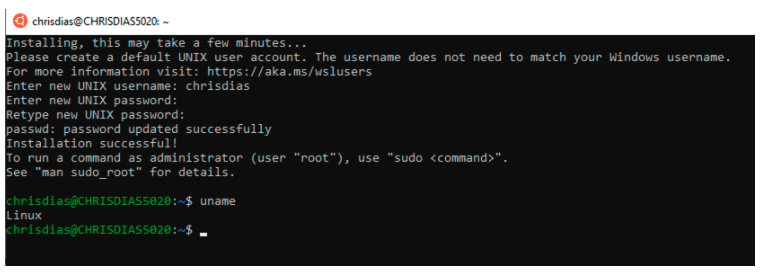 chrisdias@CHRISDIAS5020: ~
Installing, this may take a few minutes...
Please create a default UNIX user account. The username does not need to match your Windows username.
For more information visit: https://aka.ms/wslusers
Enter new UNIX username: chrisdias
Enter new UNIX password:
Retype new UNIX password:
passwd: password updated successfully
Installation successful!
To run a command as administrator (user "root"), use "sudo <command>".
See "man sudo_root" for details.
chrisdias@CHRISDIAS5020:~$ uname
Linux
chrisdias@CHRISDIAS5020:~$